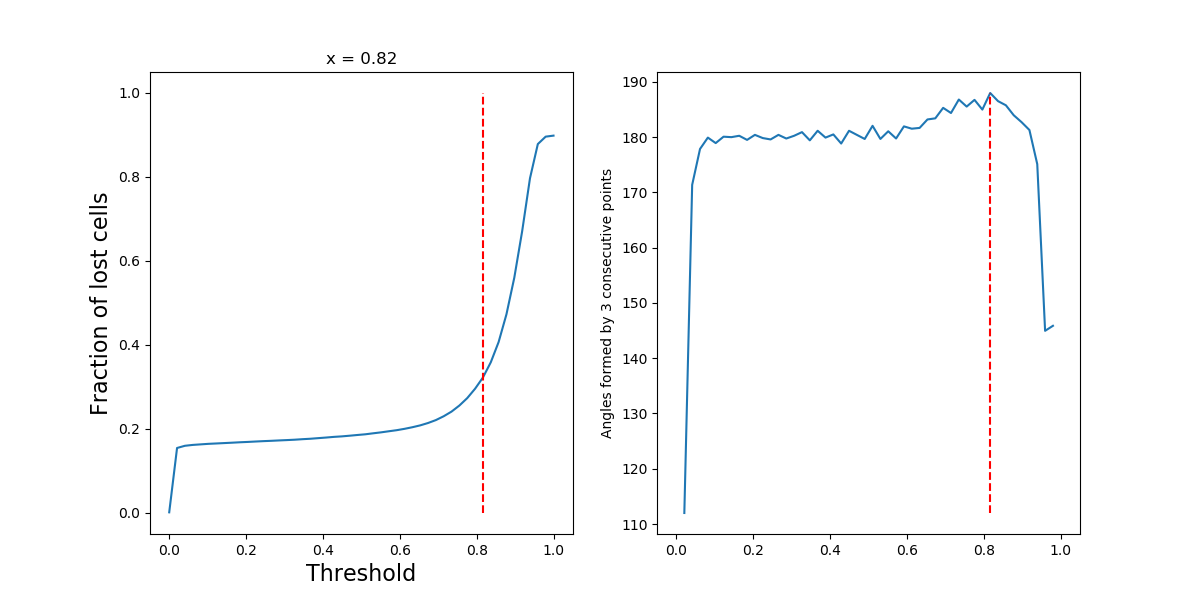 x = 0.82
Fraction of lost cells
1.0
0.8
0.6
0.4
0.2
0.0
0.0 0.2 0.4 0.6 0.8 1.0
Threshold
Angles formed by 3 consecutive points
190
180
170
160
150
140
130
120
110
0.0 0.2 0.4 0.6 0.8 1.0